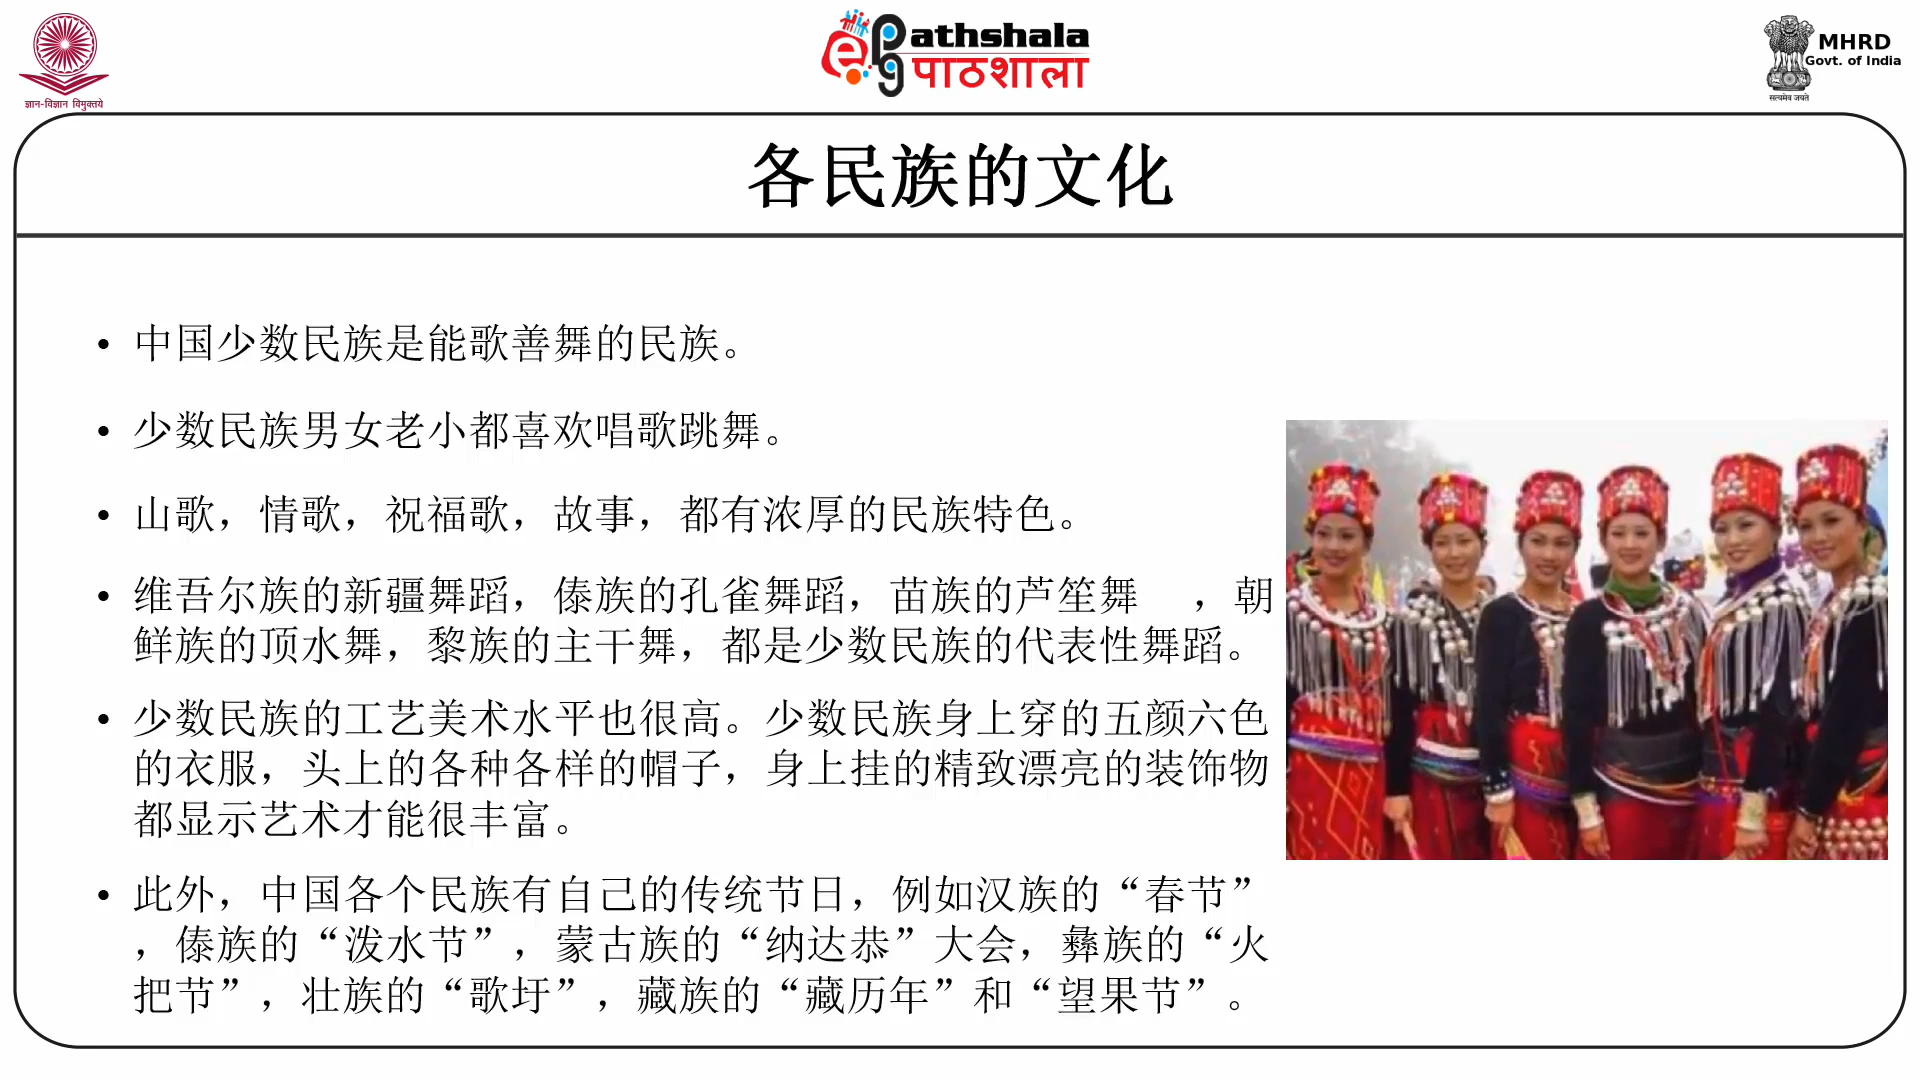 ज्ञान-विज्ञान विमुक्तये
ePathshala
पाठशाला
MHRD
Govt. of India
सत्यमेव जयते
各民族的文化
• 中国少数民族是能歌善舞的民族。
• 少数民族男女老小都喜欢唱歌跳舞。
• 山歌，情歌，祝福歌，故事，都有浓厚的民族特色。
• 维吾尔族的新疆舞蹈，傣族的孔雀舞蹈，苗族的芦笙舞 ，朝
鲜族的顶水舞，黎族的主干舞，都是少数民族的代表性舞蹈。
• 少数民族的工艺美术水平也很高。少数民族身上穿的五颜六色
的衣服，头上的各种各样的帽子，身上挂的精致漂亮的装饰物
都显示艺术才能很丰富。
• 此外，中国各个民族有自己的传统节日，例如汉族的“春节”
，傣族的“泼水节”，蒙古族的“纳达恭”大会，彝族的“火
把节”，壮族的“歌圩”，藏族的“藏历年”和“望果节”。